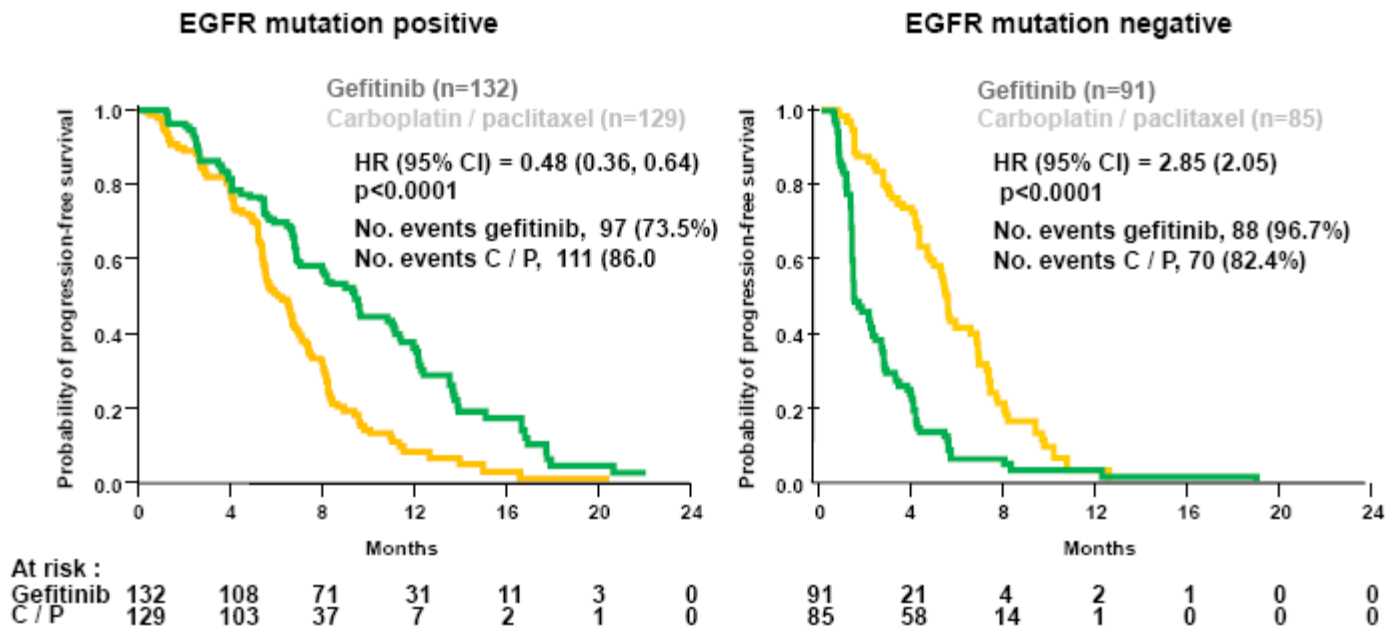 EGFR mutation positive
Gefitinib (n=132)
Carboplatin / paclitaxel (n=129)
HR (95% CI) = 0.48 (0.36, 0.64)
p<0.0001
No. events gefitinib, 97 (73.5%)
No. events C / P, 111 (86.0
Probability of progression-free survival
1.0
0.8
0.6
0.4
0.2
0.0
0 4 8 12 16 20 24
Months
EGFR mutation negative
Gefitinib (n=91)
Carboplatin / paclitaxel (n=85)
HR (95% CI) = 2.85 (2.05)
p<0.0001
No. events gefitinib, 88 (96.7%)
No. events C / P, 70 (82.4%)
Probability of progression-free survival
1.0
0.8
0.6
0.4
0.2
0.0
0 4 8 12 16 20 24
Months
At risk :
Gefitinib 132 108 71 31 11 3 0 91 21 4 2 1 0 0
C / P 129 103 37 7 2 1 0 85 58 14 1 0 0 0